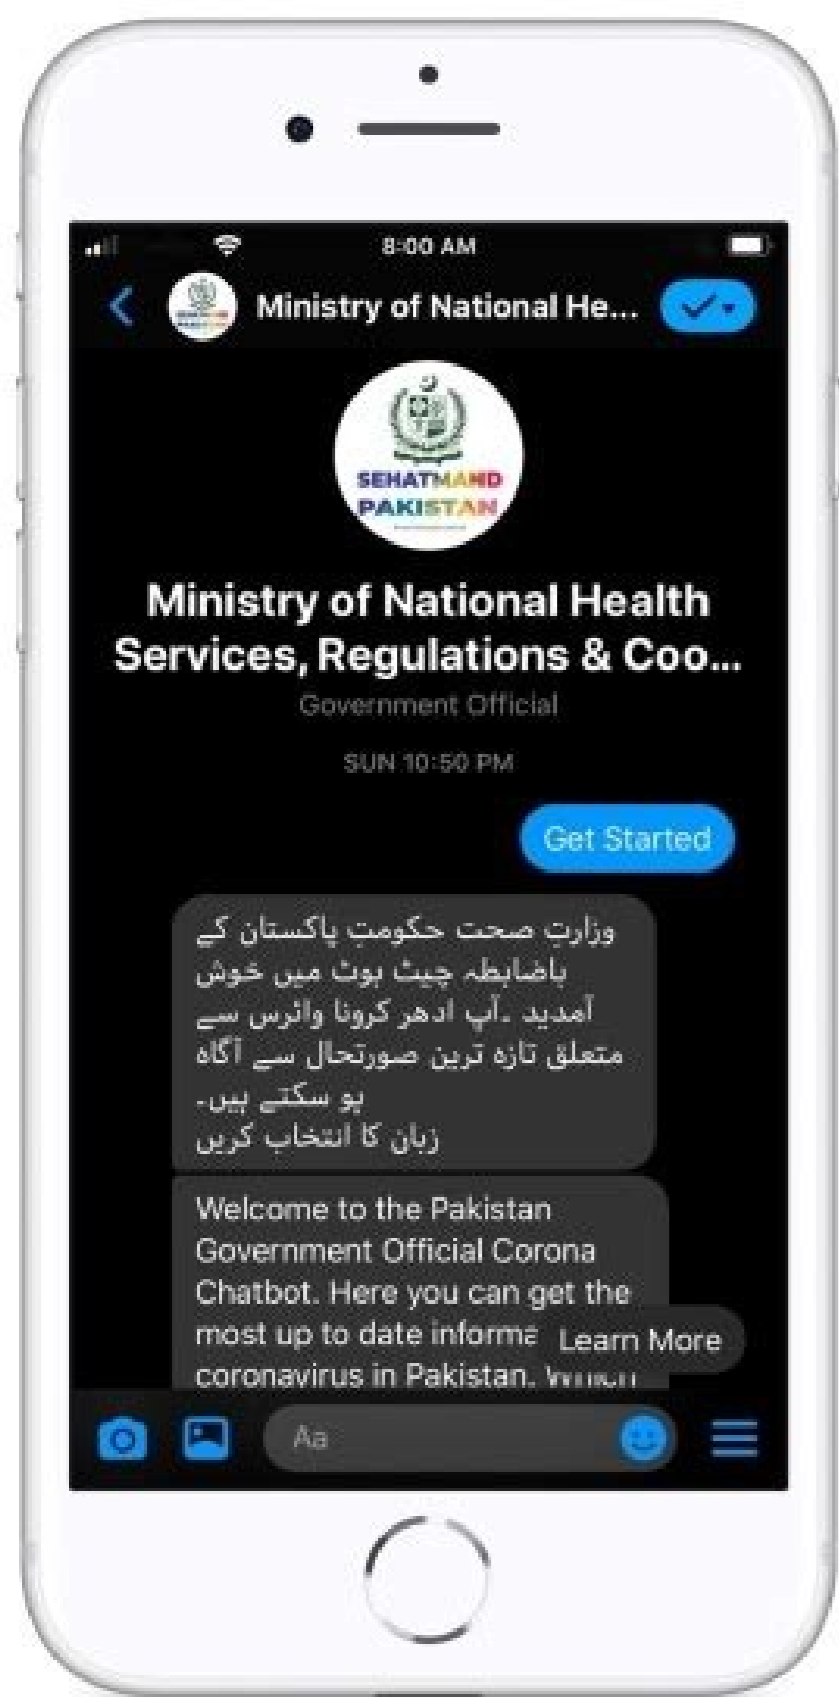 8:00 AM
Ministry of National He...
SEHATMAND
PAKISTAN
Ministry of National Health
Services, Regulations & Coo...
Government Official
SUN 10:50 PM
Get Started
وزارتِ صحت حکومتِ پاکستان کے
باضابطہ چیٹ بوٹ میں خوش
آمدید ۔آپ ادھر کرونا وائرس سے
متعلق تازہ ترین صورتحال سے آگاہ
ہو سکتے ہیں۔
زبان کا انتخاب کریں
Welcome to the Pakistan
Government Official Corona
Chatbot. Here you can get the
most up to date informa
Learn More
coronavirus in Pakistan. Which
Aa